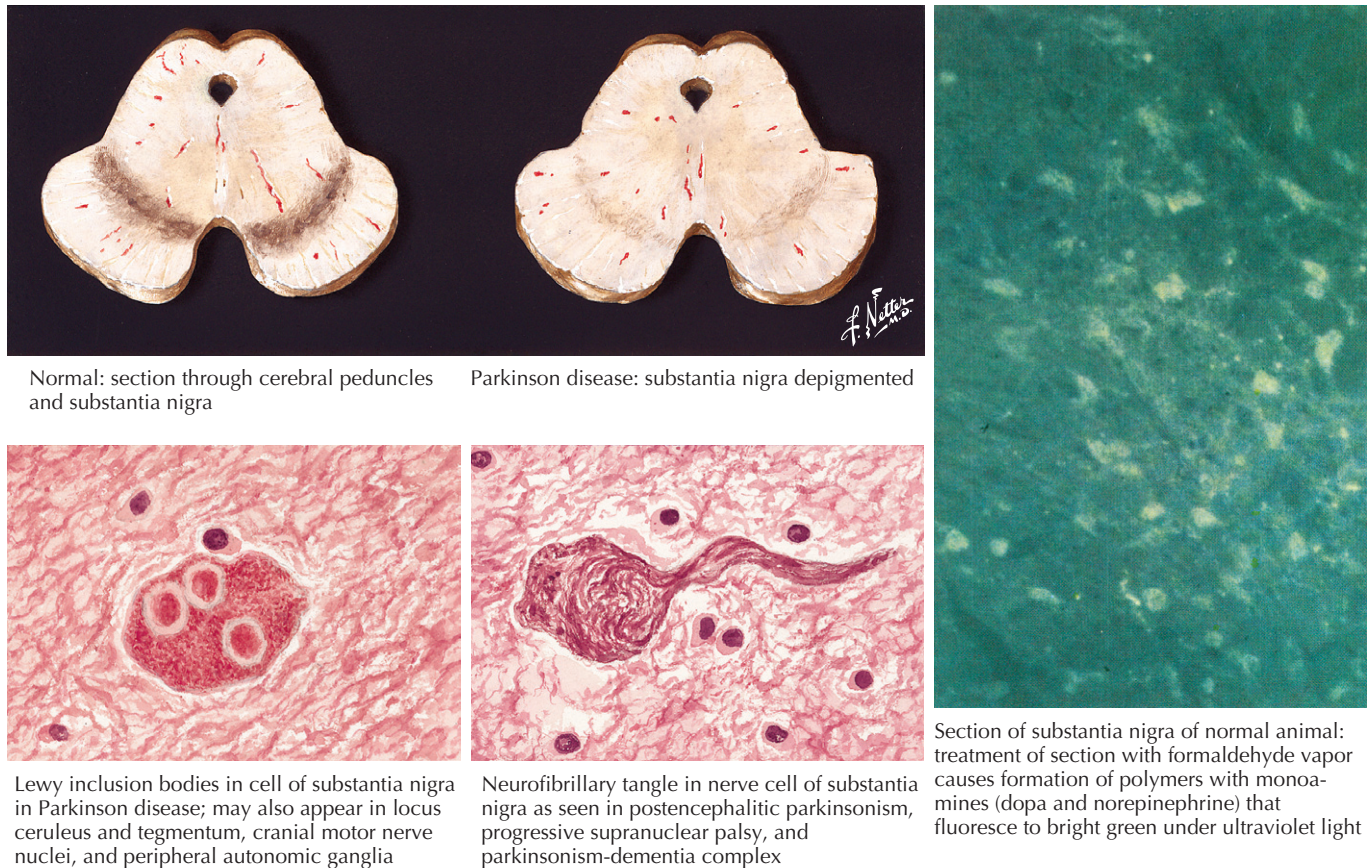 F. Netter
M.D.
Normal: section through cerebral peduncles
and substantia nigra
Parkinson disease: substantia nigra depigmented
Lewy inclusion bodies in cell of substantia nigra
in Parkinson disease; may also appear in locus
ceruleus and tegmentum, cranial motor nerve
nuclei, and peripheral autonomic ganglia
Neurofibrillary tangle in nerve cell of substantia
nigra as seen in postencephalitic parkinsonism,
progressive supranuclear palsy, and
parkinsonism-dementia complex
Section of substantia nigra of normal animal:
treatment of section with formaldehyde vapor
causes formation of polymers with monoa-
mines (dopa and norepinephrine) that
fluoresce to bright green under ultraviolet light